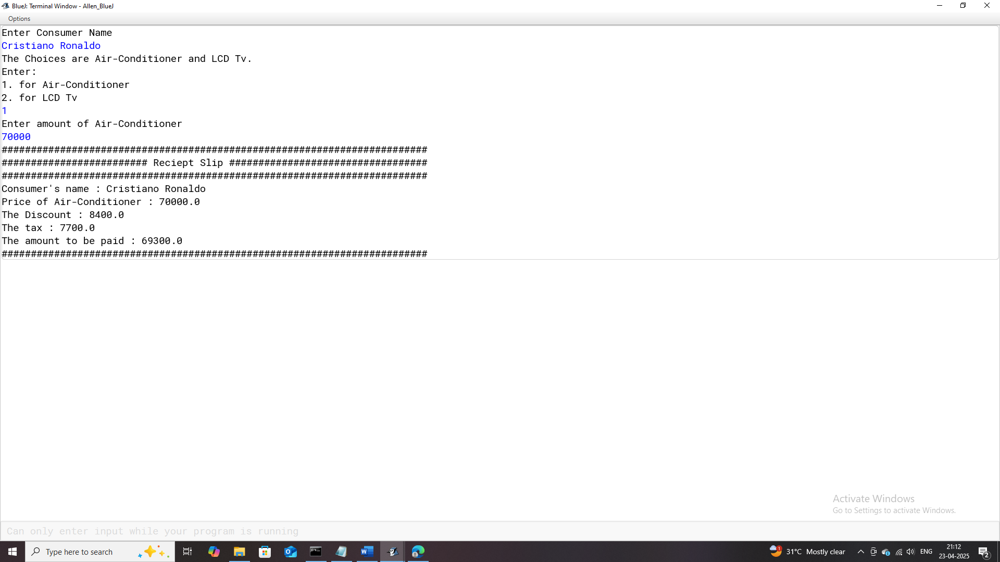 BlueJ: Terminal Window - Allen_BlueJ
Options
Enter Consumer Name
Cristiano Ronaldo
The Choices are Air-Conditioner and LCD Tv.
Enter:
1. for Air-Conditioner
2. for LCD Tv
1
Enter amount of Air-Conditioner
70000
#########################################################################
######################### Reciept Slip ##################################
#########################################################################
Consumer's name : Cristiano Ronaldo
Price of Air-Conditioner : 70000.0
The Discount : 8400.0
The tax : 7700.0
The amount to be paid : 69300.0
#########################################################################
Activate Windows
Go to Settings to activate Windows.
Can only enter input while your program is running
Type here to search
1
31°C Mostly clear
ENG
21:12
23-04-2025
2